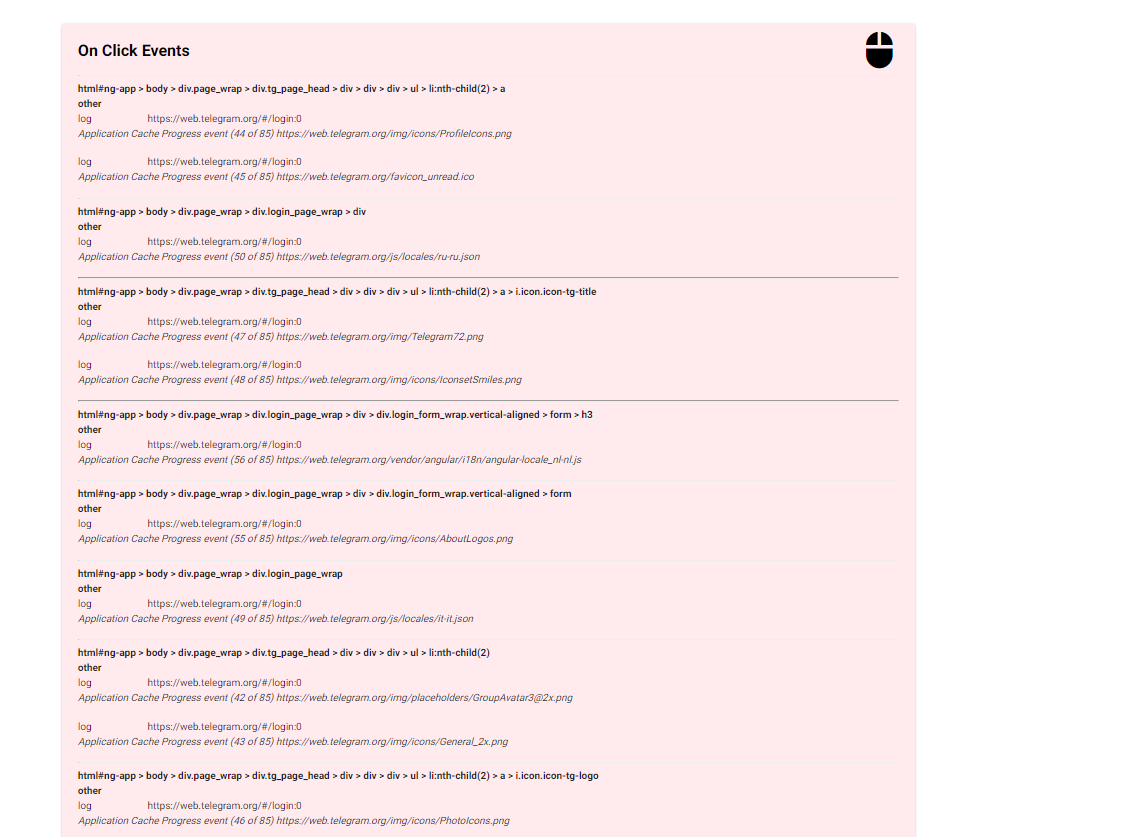 On Click Events
html#ng-app > body > div.page_wrap > div.tg_page_head > div > div > div > ul > li:nth-child(2) > a
other
log https://web.telegram.org/#/login:0
Application Cache Progress event (44 of 85) https://web.telegram.org/img/icons/ProfileIcons.png
log https://web.telegram.org/#/login:0
Application Cache Progress event (45 of 85) https://web.telegram.org/favicon_unread.ico
html#ng-app > body > div.page_wrap > div.login_page_wrap > div
other
log https://web.telegram.org/#/login:0
Application Cache Progress event (50 of 85) https://web.telegram.org/js/locales/ru-ru.json
html#ng-app > body > div.page_wrap > div.tg_page_head > div > div > div > ul > li:nth-child(2) > a > i.icon.icon-tg-title
other
log https://web.telegram.org/#/login:0
Application Cache Progress event (47 of 85) https://web.telegram.org/img/Telegram72.png
log https://web.telegram.org/#/login:0
Application Cache Progress event (48 of 85) https://web.telegram.org/img/icons/IconsetSmiles.png
html#ng-app > body > div.page_wrap > div.login_page_wrap > div > div.login_form_wrap.vertical-aligned > form > h3
other
log https://web.telegram.org/#/login:0
Application Cache Progress event (56 of 85) https://web.telegram.org/vendor/angular/i18n/angular-locale_nl-nl.js
html#ng-app > body > div.page_wrap > div.login_page_wrap > div > div.login_form_wrap.vertical-aligned > form
other
log https://web.telegram.org/#/login:0
Application Cache Progress event (55 of 85) https://web.telegram.org/img/icons/AboutLogos.png
html#ng-app > body > div.page_wrap > div.login_page_wrap
other
log https://web.telegram.org/#/login:0
Application Cache Progress event (49 of 85) https://web.telegram.org/js/locales/it-it.json
html#ng-app > body > div.page_wrap > div.tg_page_head > div > div > div > ul > li:nth-child(2)
other
log https://web.telegram.org/#/login:0
Application Cache Progress event (42 of 85) https://web.telegram.org/img/placeholders/GroupAvatar3@2x.png
log https://web.telegram.org/#/login:0
Application Cache Progress event (43 of 85) https://web.telegram.org/img/icons/General_2x.png
html#ng-app > body > div.page_wrap > div.tg_page_head > div > div > div > ul > li:nth-child(2) > a > i.icon.icon-tg-logo
other
log https://web.telegram.org/#/login:0
Application Cache Progress event (46 of 85) https://web.telegram.org/img/icons/PhotoIcons.png